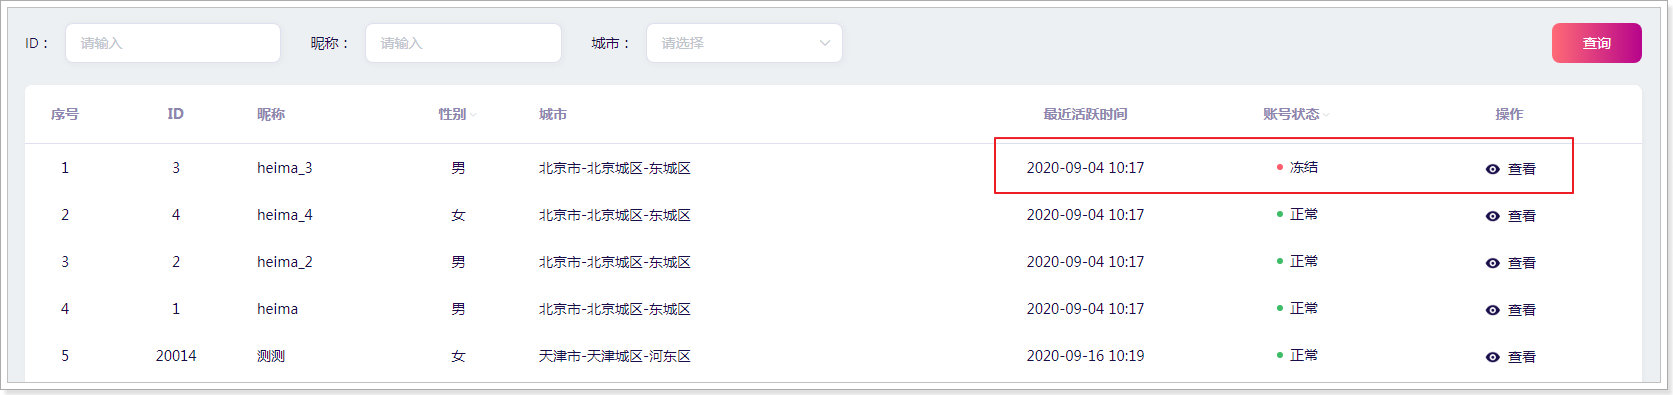 ID： 请输入 昵称： 请输入 城市： 请选择 查询
序号 ID 昵称 性别 城市 最近活跃时间 账号状态 操作
1 3 heima_3 男 北京市-北京城区-东城区 2020-09-04 10:17 冻结 查看
2 4 heima_4 女 北京市-北京城区-东城区 2020-09-04 10:17 正常 查看
3 2 heima_2 男 北京市-北京城区-东城区 2020-09-04 10:17 正常 查看
4 1 heima 男 北京市-北京城区-东城区 2020-09-04 10:17 正常 查看
5 20014 测测 女 天津市-天津城区-河东区 2020-09-16 10:19 正常 查看